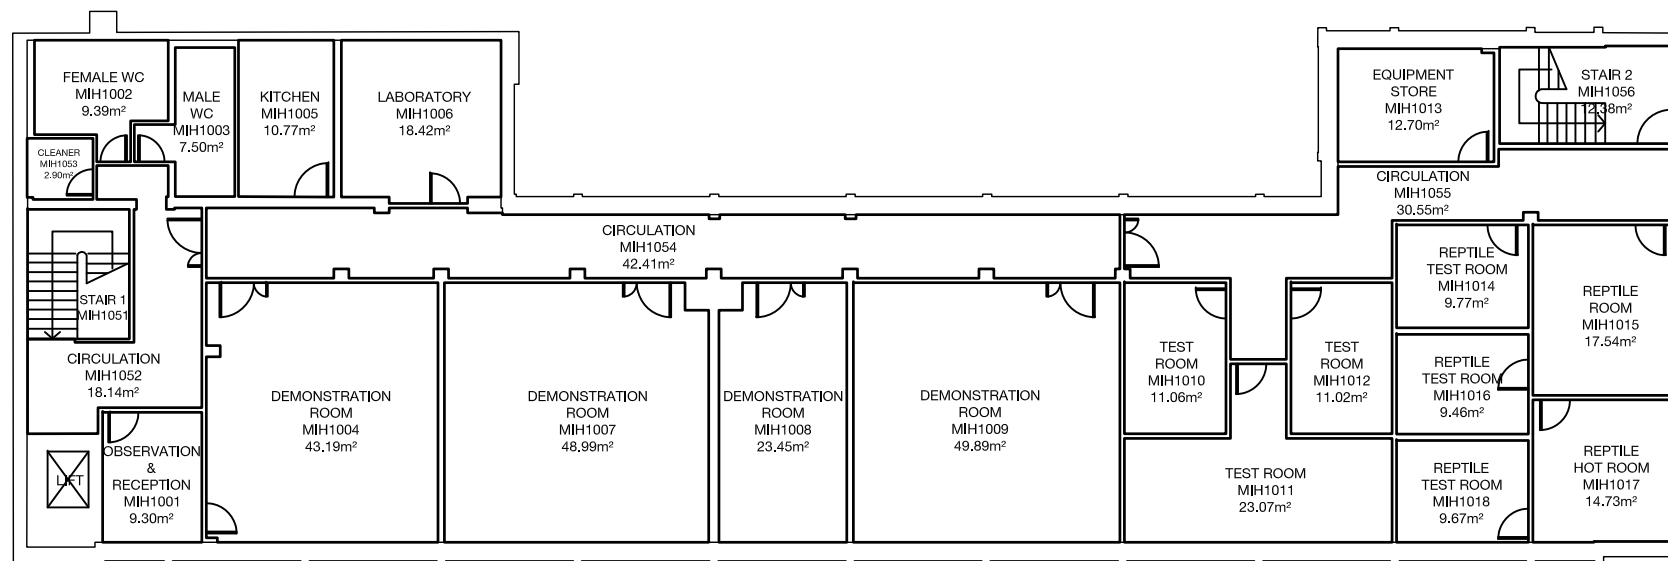 FEMALE WC
MIH1002
9.39m²
MALE
WC
MIH1003
7.50m²
KITCHEN
MIH1005
10.77m²
LABORATORY
MIH1006
18.42m²
EQUIPMENT
STORE
MIH1013
12.70m²
STAIR 2
MIH1056
12.38m²
CLEANER
MIH1053
2.90m²
CIRCULATION
MIH1055
30.55m²
CIRCULATION
MIH1054
42.41m²
STAIR 1
MIH1051
CIRCULATION
MIH1052
18.14m²
REPTILE
TEST ROOM
MIH1014
9.77m²
REPTILE
ROOM
MIH1015
17.54m²
DEMONSTRATION
ROOM
MIH1004
43.19m²
DEMONSTRATION
ROOM
MIH1007
48.99m²
DEMONSTRATION
ROOM
MIH1008
23.45m²
DEMONSTRATION
ROOM
MIH1009
49.89m²
TEST
ROOM
MIH1010
11.06m²
TEST
ROOM
MIH1012
11.02m²
REPTILE
TEST ROOM
MIH1016
9.46m²
OBSERVATION
&
RECEPTION
MIH1001
9.30m²
LIFT
TEST ROOM
MIH1011
23.07m²
REPTILE
TEST ROOM
MIH1018
9.67m²
REPTILE
HOT ROOM
MIH1017
14.73m²